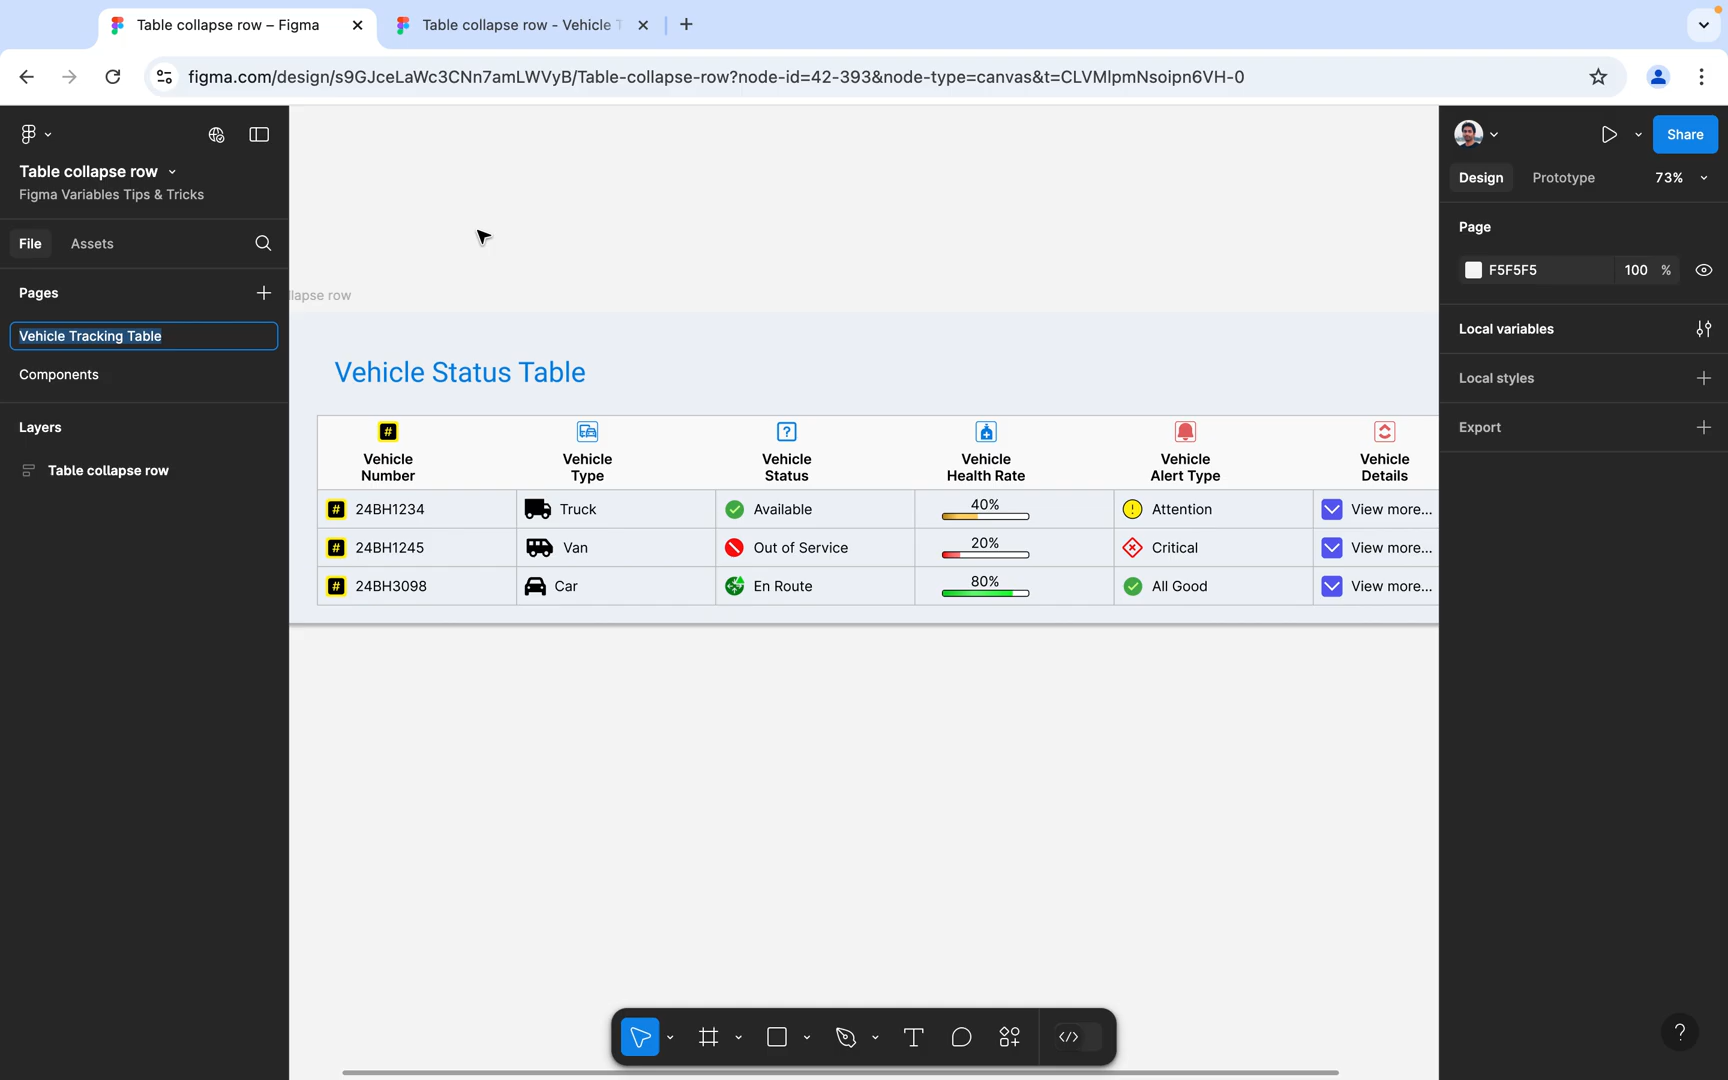 Table collapse row – Figma
Table collapse row - Vehicle
figma.com/design/s9GJceLaWc3CNn7amLWVyB/Table-collapse-row?node-id=42-393&node-type=canvas&t=CLVMlpmNsoipn6VH-0
Table collapse row
Figma Variables Tips & Tricks
File
Assets
Pages
Vehicle Tracking Table
Components
Layers
Table collapse row
lapse row
Vehicle Status Table
#
Vehicle
Number
Vehicle
Type
?
Vehicle
Status
Vehicle
Health Rate
Vehicle
Alert Type
Vehicle
Details
# 24BH1234 Truck Available 40% ! Attention View more...
# 24BH1245 Van Out of Service 20% Critical View more...
# 24BH3098 Car En Route 80% All Good View more...
Share
Design
Prototype
73%
Page
F5F5F5
100 %
Local variables
Local styles
Export
T
</>
?